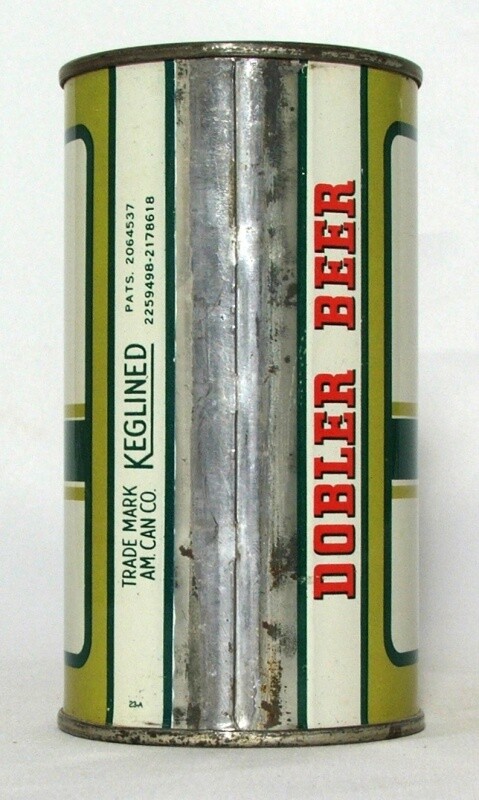 TRADE MARK
AM. CAN CO.
KEGLINED
PATS. 2064537
2259498-2178618
DOBLER BEER
23-A